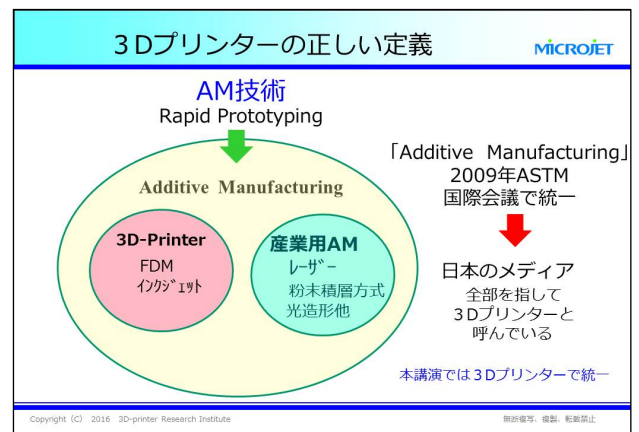 ３Dプリンターの正しい定義
MICROJET
AM技術
Rapid Prototyping
Additive Manufacturing
3D-Printer
FDM
ｲﾝｸｼﾞｪｯﾄ
産業用AM
ﾚｰｻﾞｰ
粉末積層方式
光造形他
「Additive Manufacturing」
2009年ASTM
国際会議で統一
日本のメディア
全部を指して
３Dプリンターと
呼んでいる
本講演では３Dプリンターで統一
Copyright (C) 2016 3D-printer Research Institute
無断複写、複製、転載禁止